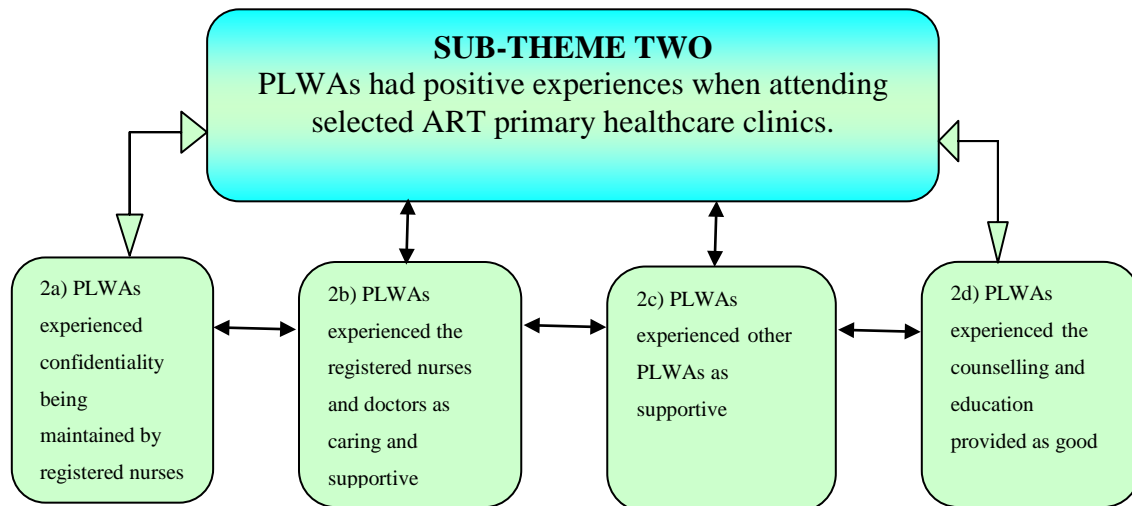 SUB-THEME TWO
PLWAs had positive experiences when attending
selected ART primary healthcare clinics.
2a) PLWAs
experienced
confidentiality
being
maintained by
registered nurses
2b) PLWAs
experienced the
registered nurses
and doctors as
caring and
supportive
2c) PLWAs
experienced other
PLWAs as
supportive
2d) PLWAs
experienced the
counselling and
education
provided as good